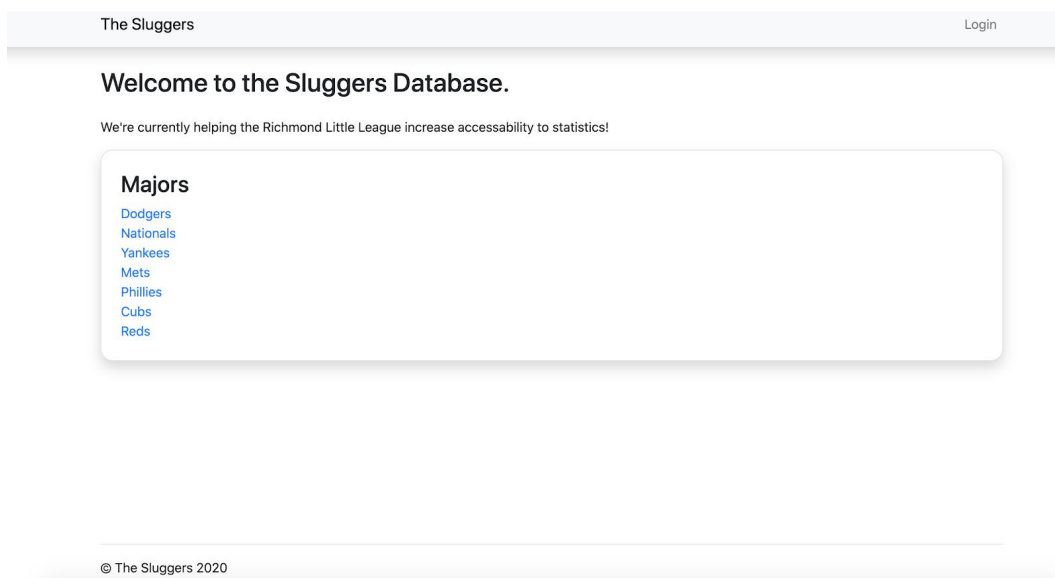 The Sluggers
Login
Welcome to the Sluggers Database.
We're currently helping the Richmond Little League increase accessability to statistics!
Majors
Dodgers
Nationals
Yankees
Mets
Phillies
Cubs
Reds
© The Sluggers 2020